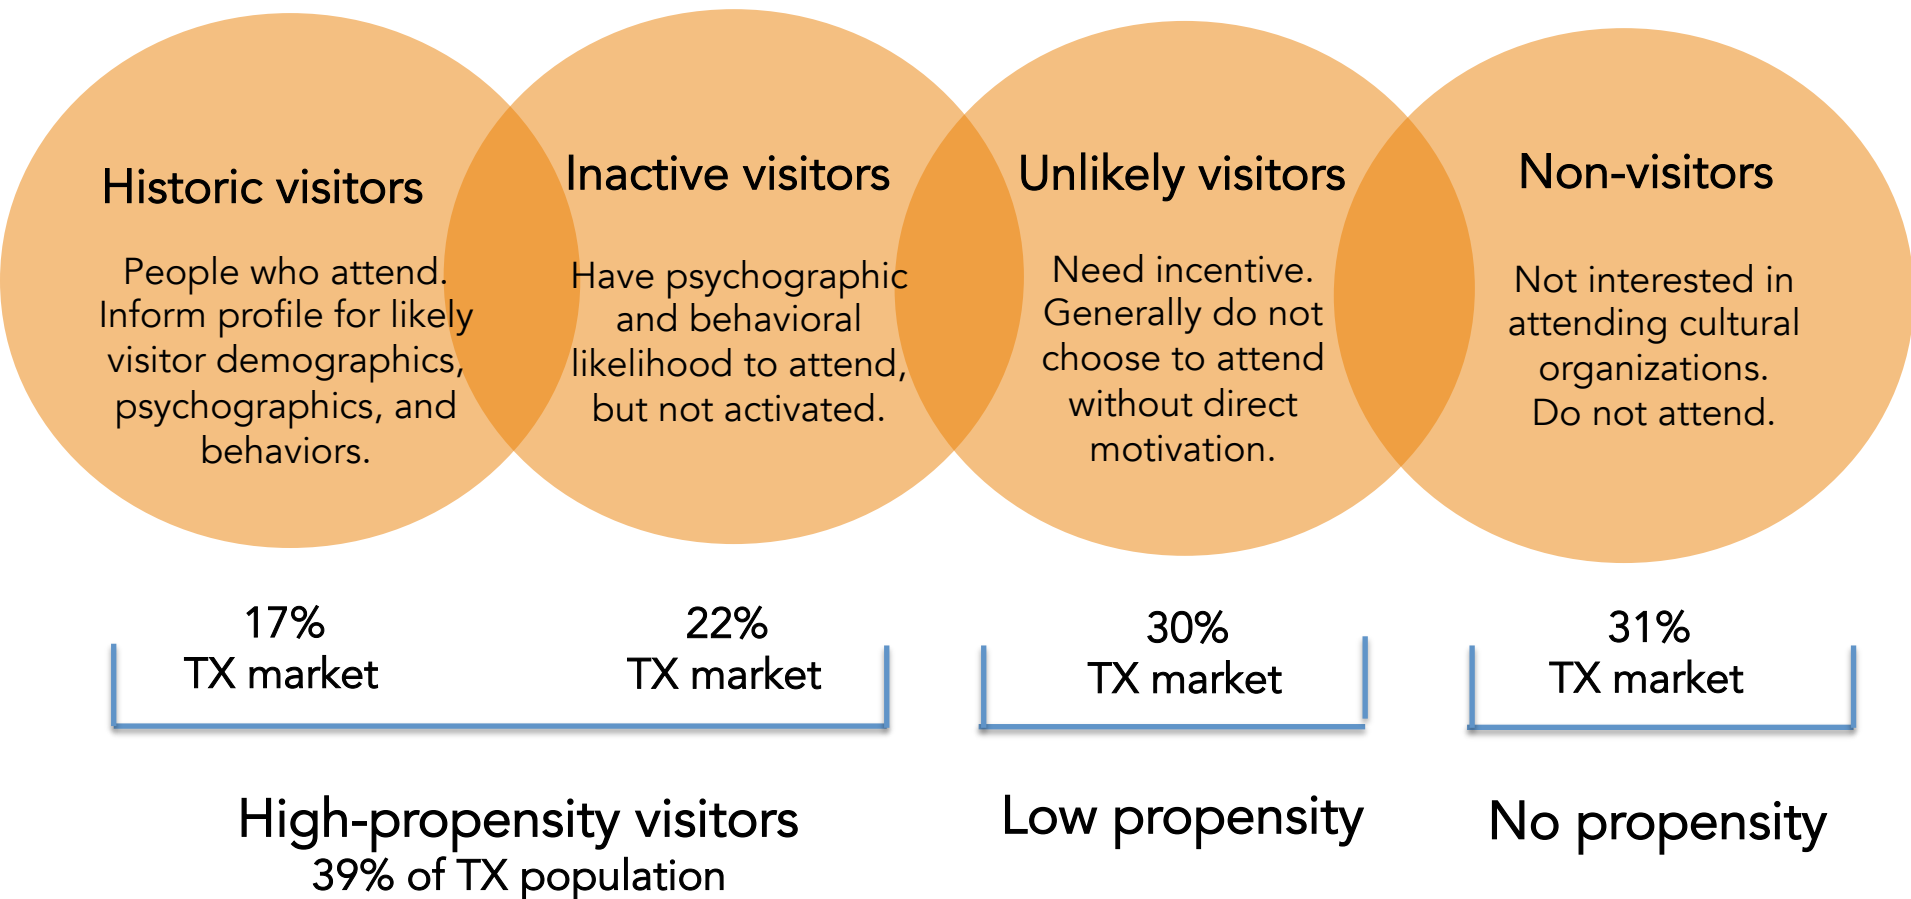 Historic visitors
People who attend.
Inform profile for likely
visitor demographics,
psychographics, and
behaviors.
Inactive visitors
Have psychographic
and behavioral
likelihood to attend,
but not activated.
Unlikely visitors
Need incentive.
Generally do not
choose to attend
without direct
motivation.
Non-visitors
Not interested in
attending cultural
organizations.
Do not attend.
17%
TX market
22%
TX market
30%
TX market
31%
TX market
High-propensity visitors
39% of TX population
Low propensity
No propensity